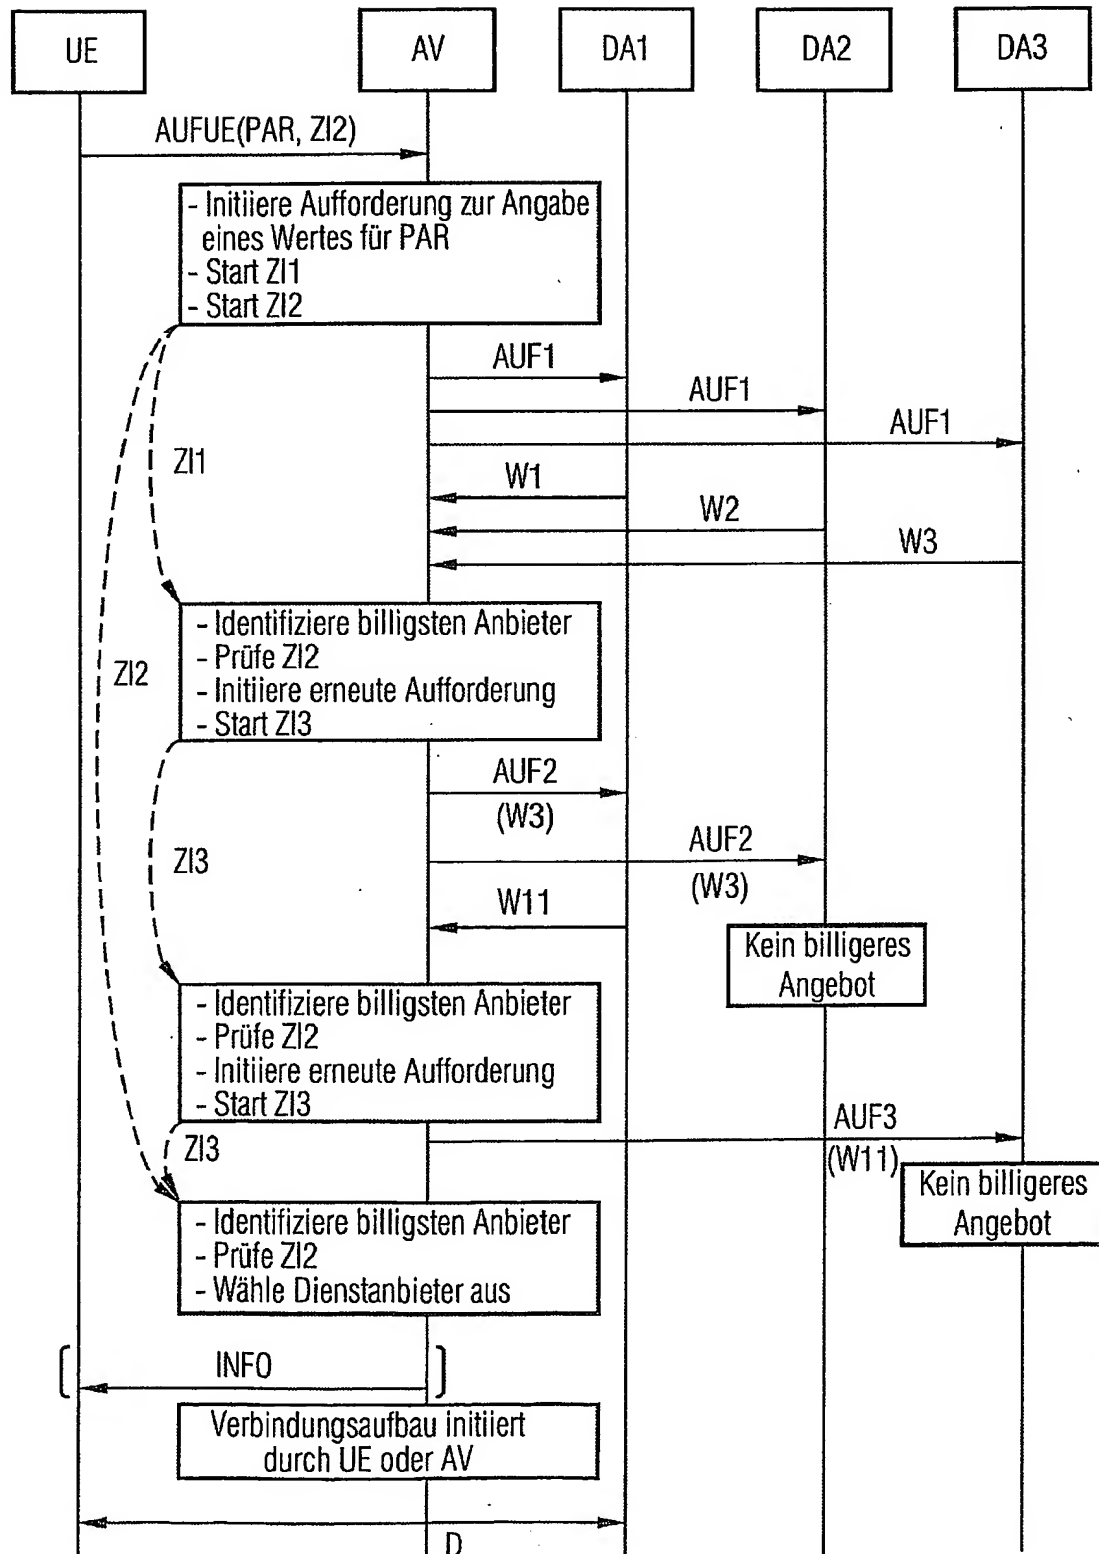 UE
AV
DA1
DA2
DA3
AUFUE(PAR, ZI2)
- Initiiere Aufforderung zur Angabe
eines Wertes für PAR
- Start ZI1
- Start ZI2
AUF1
AUF1
AUF1
ZI1
W1
W2
W3
- Identifiziere billigsten Anbieter
- Prüfe ZI2
- Initiiere erneute Aufforderung
- Start ZI3
ZI2
AUF2
(W3)
AUF2
(W3)
ZI3
W11
Kein billigeres
Angebot
- Identifiziere billigsten Anbieter
- Prüfe ZI2
- Initiiere erneute Aufforderung
- Start ZI3
ZI3
AUF3
(W11)
Kein billigeres
Angebot
- Identifiziere billigsten Anbieter
- Prüfe ZI2
- Wähle Dienstanbieter aus
INFO
Verbindungsaufbau initiiert
durch UE oder AV
D